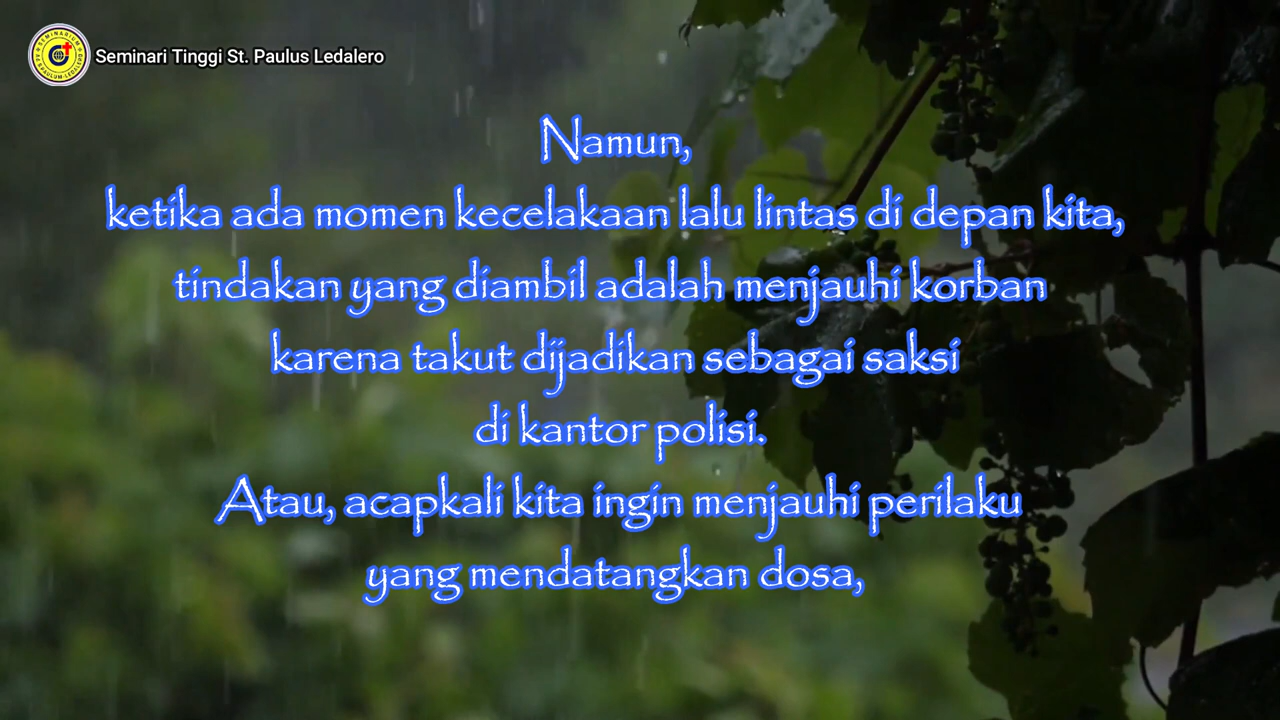 Seminari Tinggi St. Paulus Ledalero
Namun,
ketika ada momen kecelakaan lalu lintas di depan kita,
tindakan yang diambil adalah menjauhi korban
karena takut dijadikan sebagai saksi
di kantor polisi.
Atau, acapkali kita ingin menjauhi perilaku
yang mendatangkan dosa,